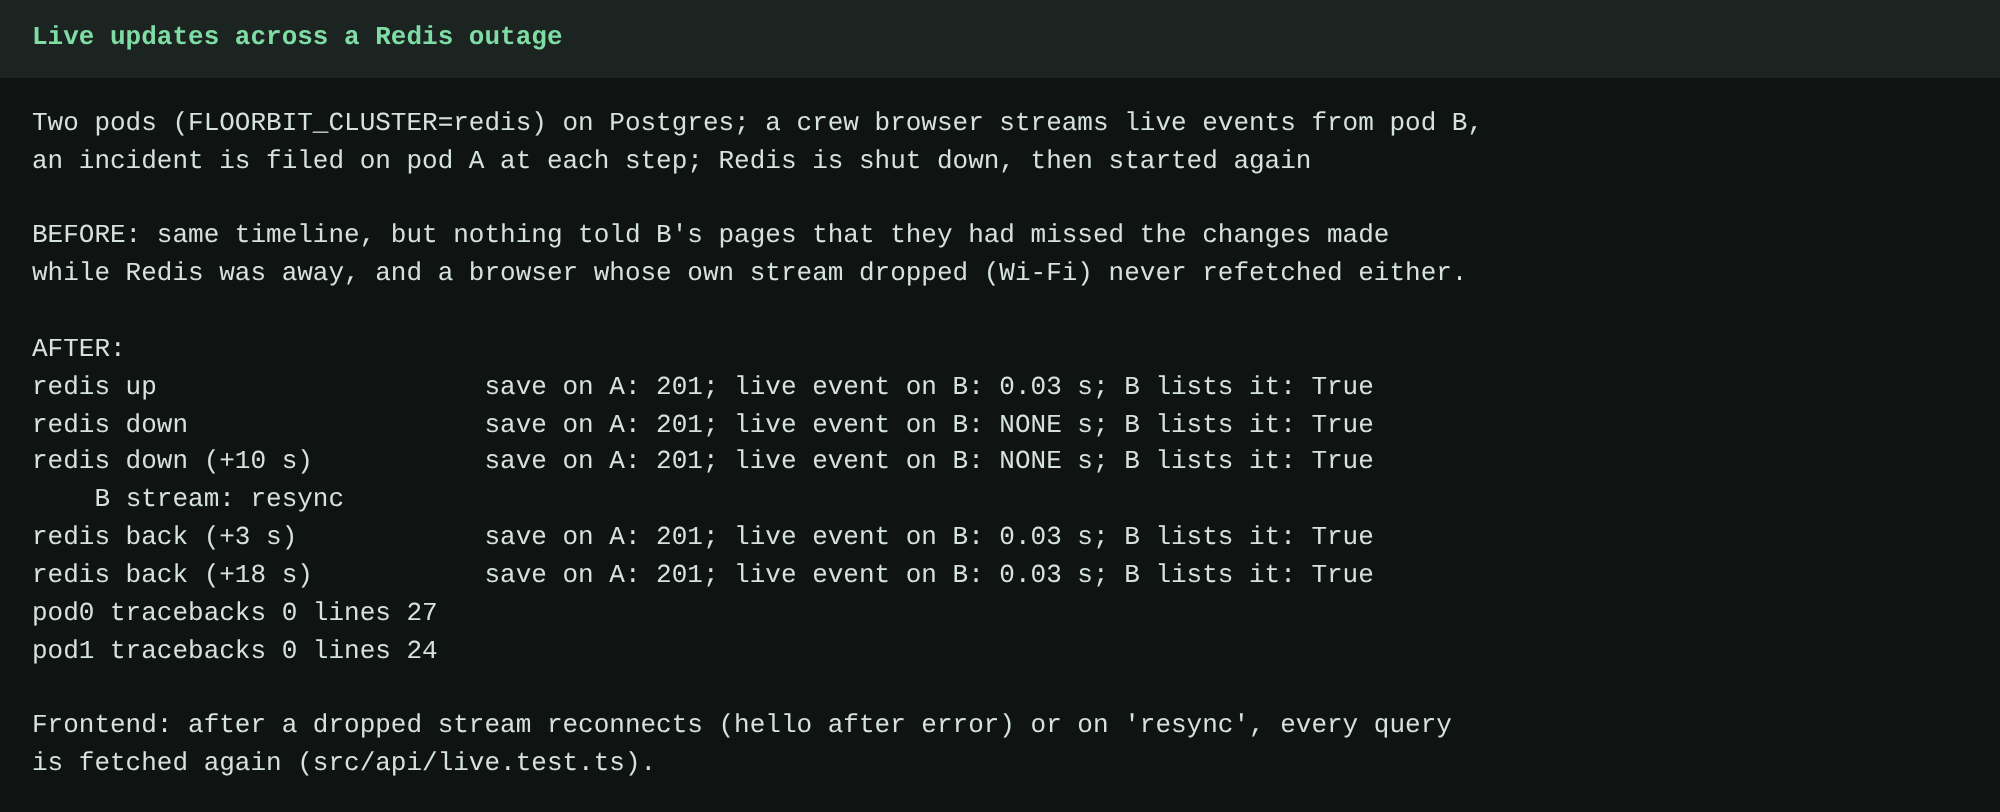 Live updates across a Redis outage
Two pods (FLOORBIT_CLUSTER=redis) on Postgres; a crew browser streams live events from pod B,
an incident is filed on pod A at each step; Redis is shut down, then started again
BEFORE: same timeline, but nothing told B's pages that they had missed the changes made
while Redis was away, and a browser whose own stream dropped (Wi-Fi) never refetched either.
AFTER:
redis up                     save on A: 201; live event on B: 0.03 s; B lists it: True
redis down                   save on A: 201; live event on B: NONE s; B lists it: True
redis down (+10 s)           save on A: 201; live event on B: NONE s; B lists it: True
    B stream: resync
redis back (+3 s)            save on A: 201; live event on B: 0.03 s; B lists it: True
redis back (+18 s)           save on A: 201; live event on B: 0.03 s; B lists it: True
pod0 tracebacks 0 lines 27
pod1 tracebacks 0 lines 24
Frontend: after a dropped stream reconnects (hello after error) or on 'resync', every query
is fetched again (src/api/live.test.ts).